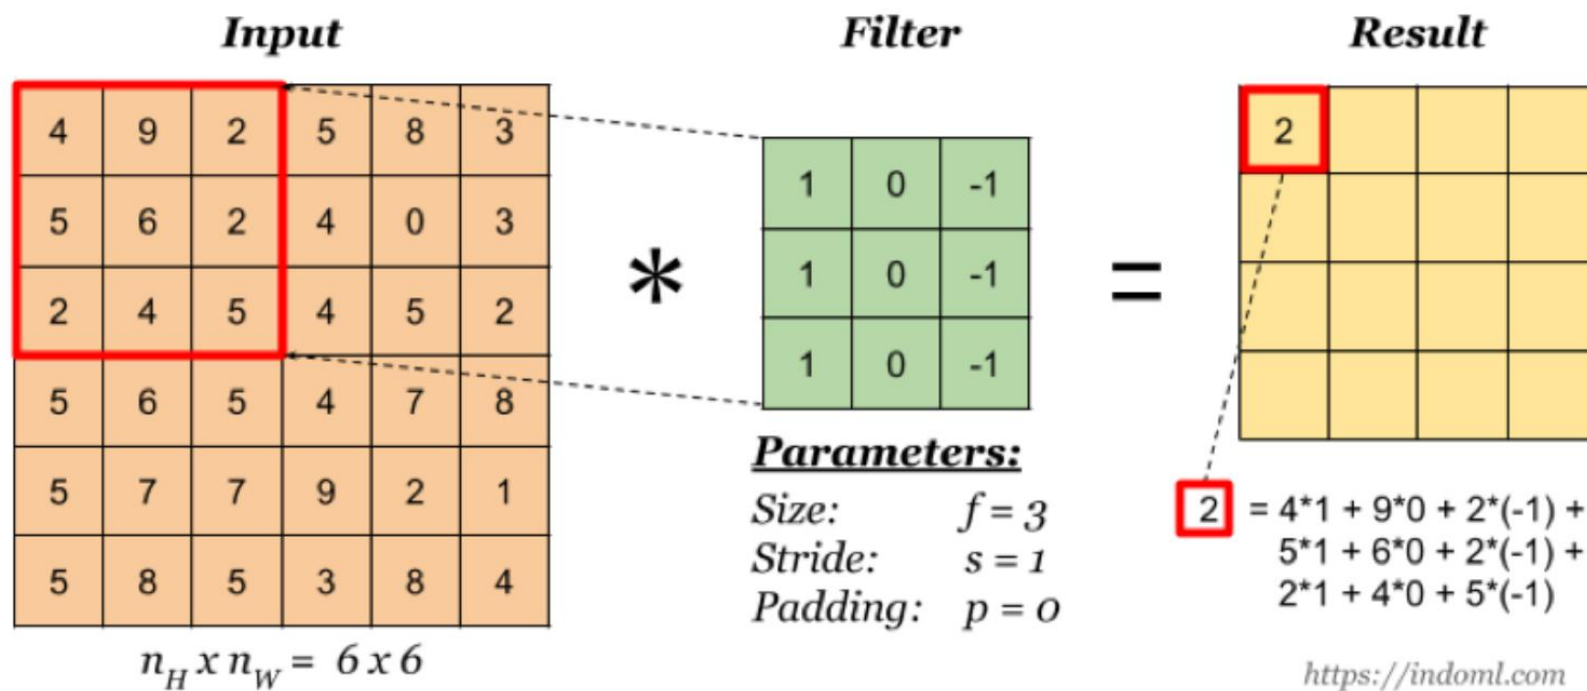 Input
4 9 2 5 8 3
5 6 2 4 0 3
2 4 5 4 5 2
5 6 5 4 7 8
5 7 7 9 2 1
5 8 5 3 8 4
n_H x n_W = 6 x 6
*
Filter
1 0 -1
1 0 -1
1 0 -1
Parameters:
Size: f = 3
Stride: s = 1
Padding: p = 0
=
Result
2
2 = 4*1 + 9*0 + 2*(-1) +
5*1 + 6*0 + 2*(-1) +
2*1 + 4*0 + 5*(-1)
https://indoml.com